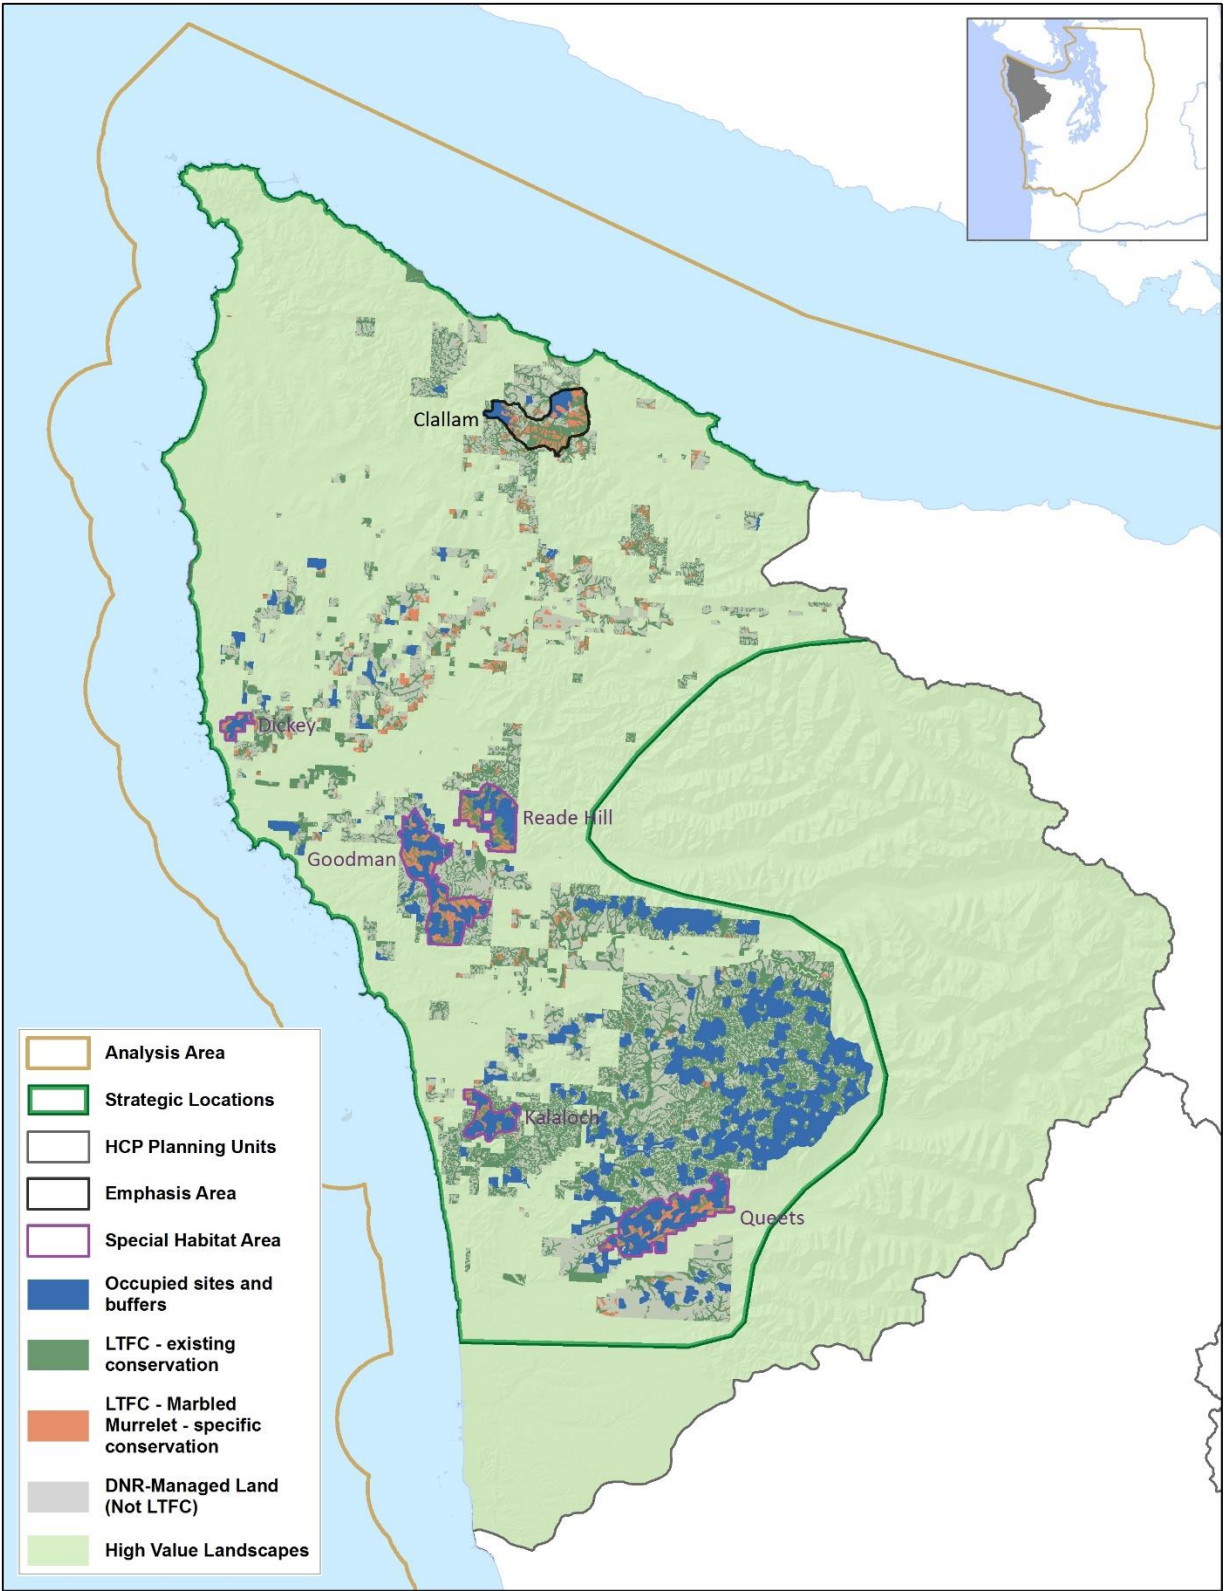 Clallam
Dickey
Reade Hill
Goodman
Kalaloch
Queets
Analysis Area
Strategic Locations
HCP Planning Units
Emphasis Area
Special Habitat Area
Occupied sites and
buffers
LTFC - existing
conservation
LTFC - Marbled
Murrelet - specific
conservation
DNR-Managed Land
(Not LTFC)
High Value Landscapes